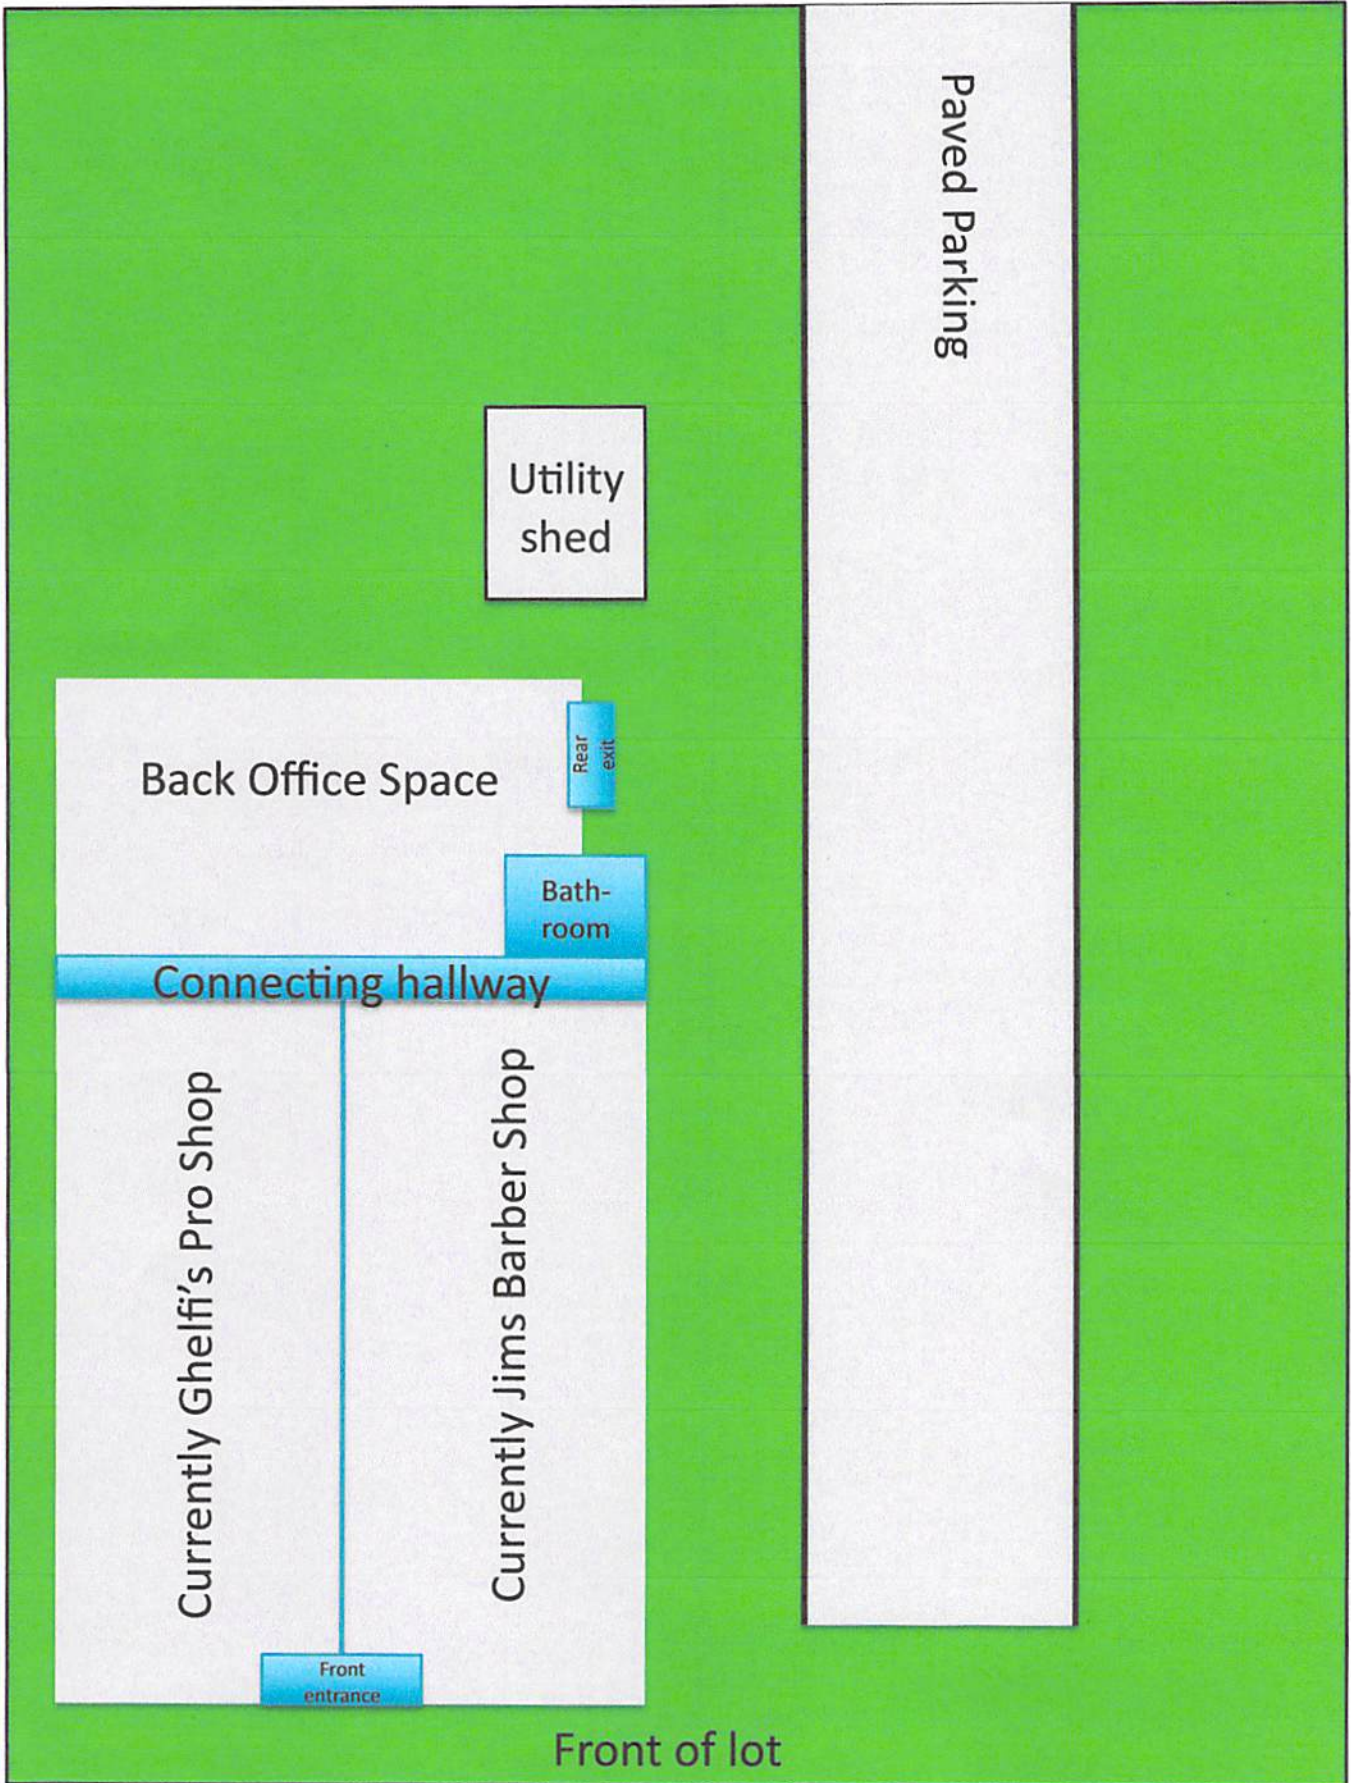 Paved Parking
Utility
shed
Back Office Space
Rear
exit
Bath-
room
Connecting hallway
Currently Ghelfi's Pro Shop
Currently Jims Barber Shop
Front
entrance
Front of lot